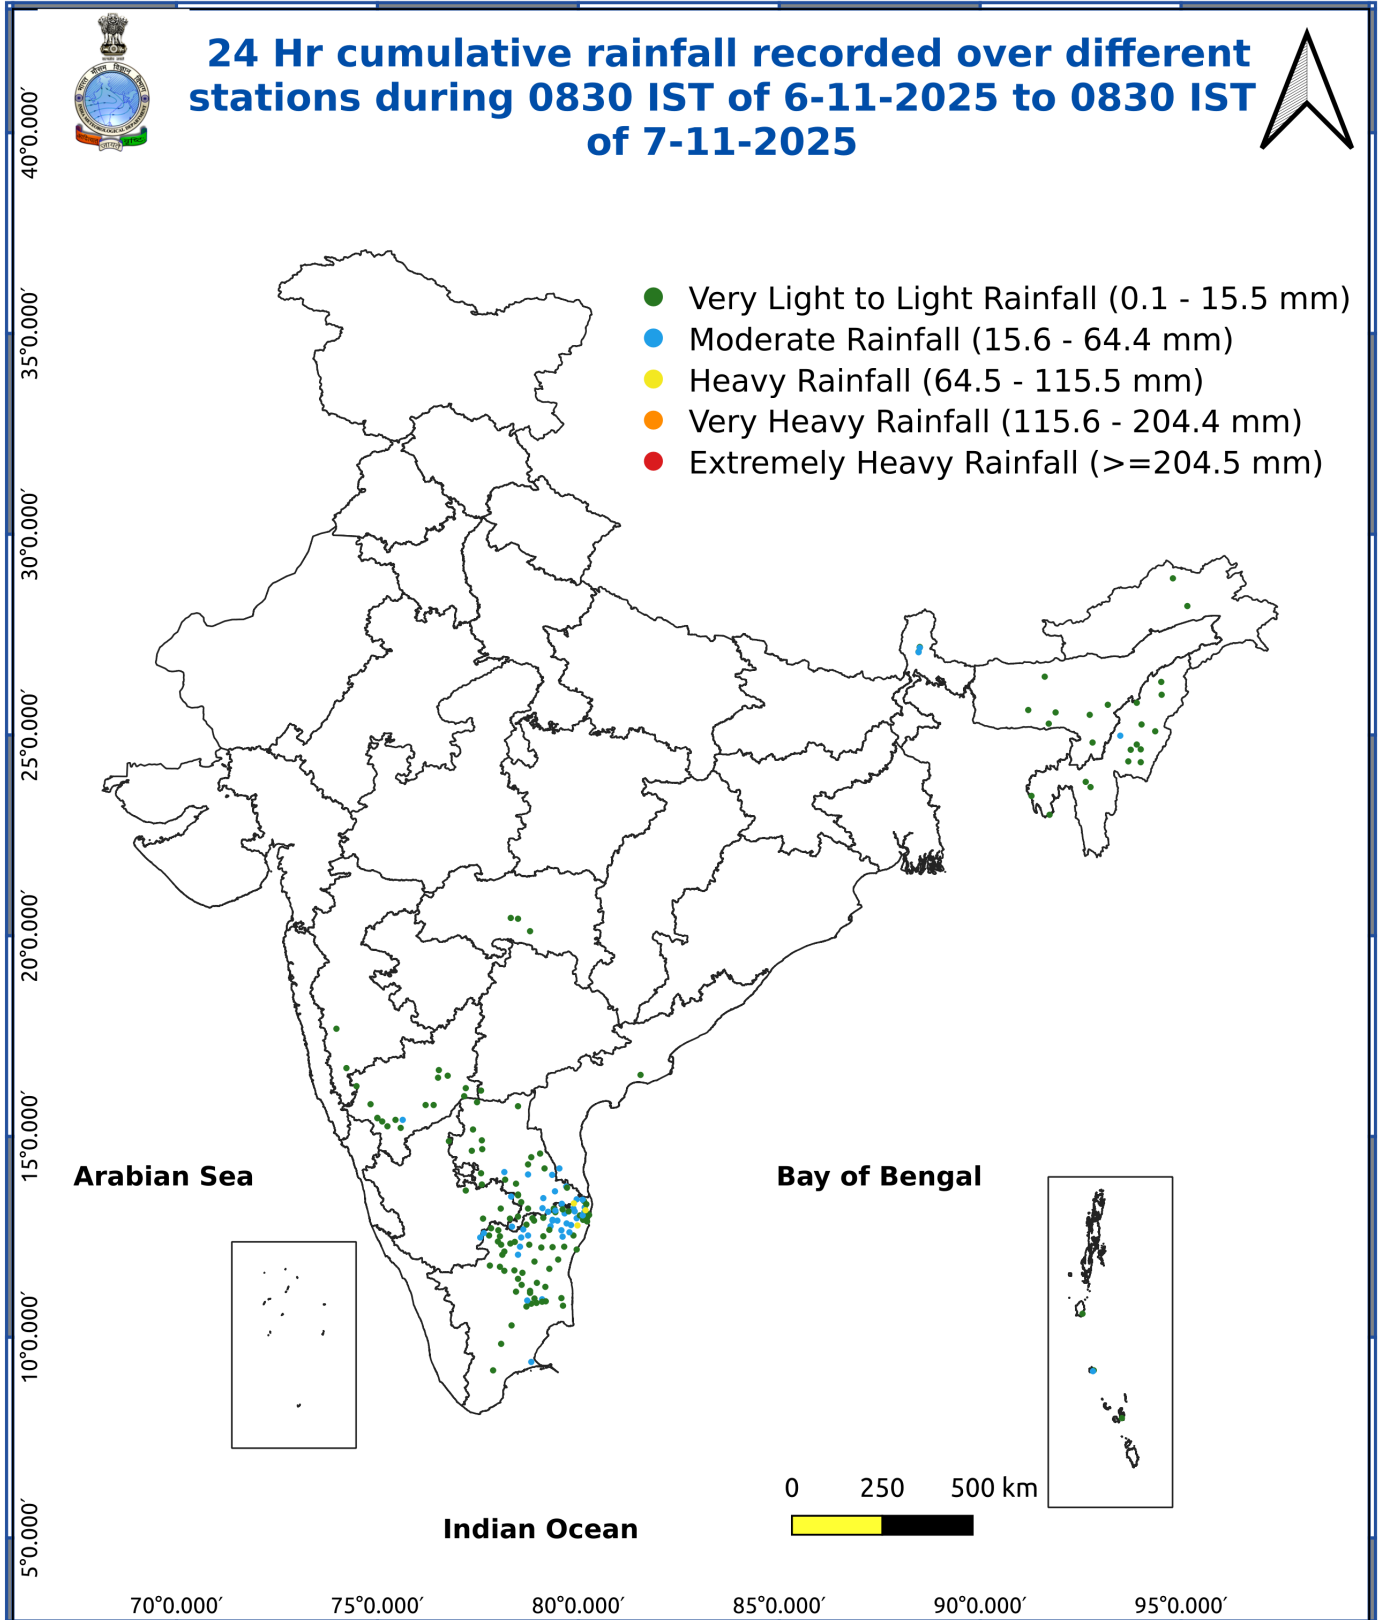 24 Hr cumulative rainfall recorded over different
stations during 0830 IST of 6-11-2025 to 0830 IST
of 7-11-2025
Very Light to Light Rainfall (0.1 - 15.5 mm)
Moderate Rainfall (15.6 - 64.4 mm)
Heavy Rainfall (64.5 - 115.5 mm)
Very Heavy Rainfall (115.6 - 204.4 mm)
Extremely Heavy Rainfall (>=204.5 mm)
40°0.000′
35°0.000′
30°0.000′
25°0.000′
20°0.000′
15°0.000′
10°0.000′
5°0.000′
Arabian Sea
Bay of Bengal
Indian Ocean
0 250 500 km
70°0.000′ 75°0.000′ 80°0.000′ 85°0.000′ 90°0.000′ 95°0.000′